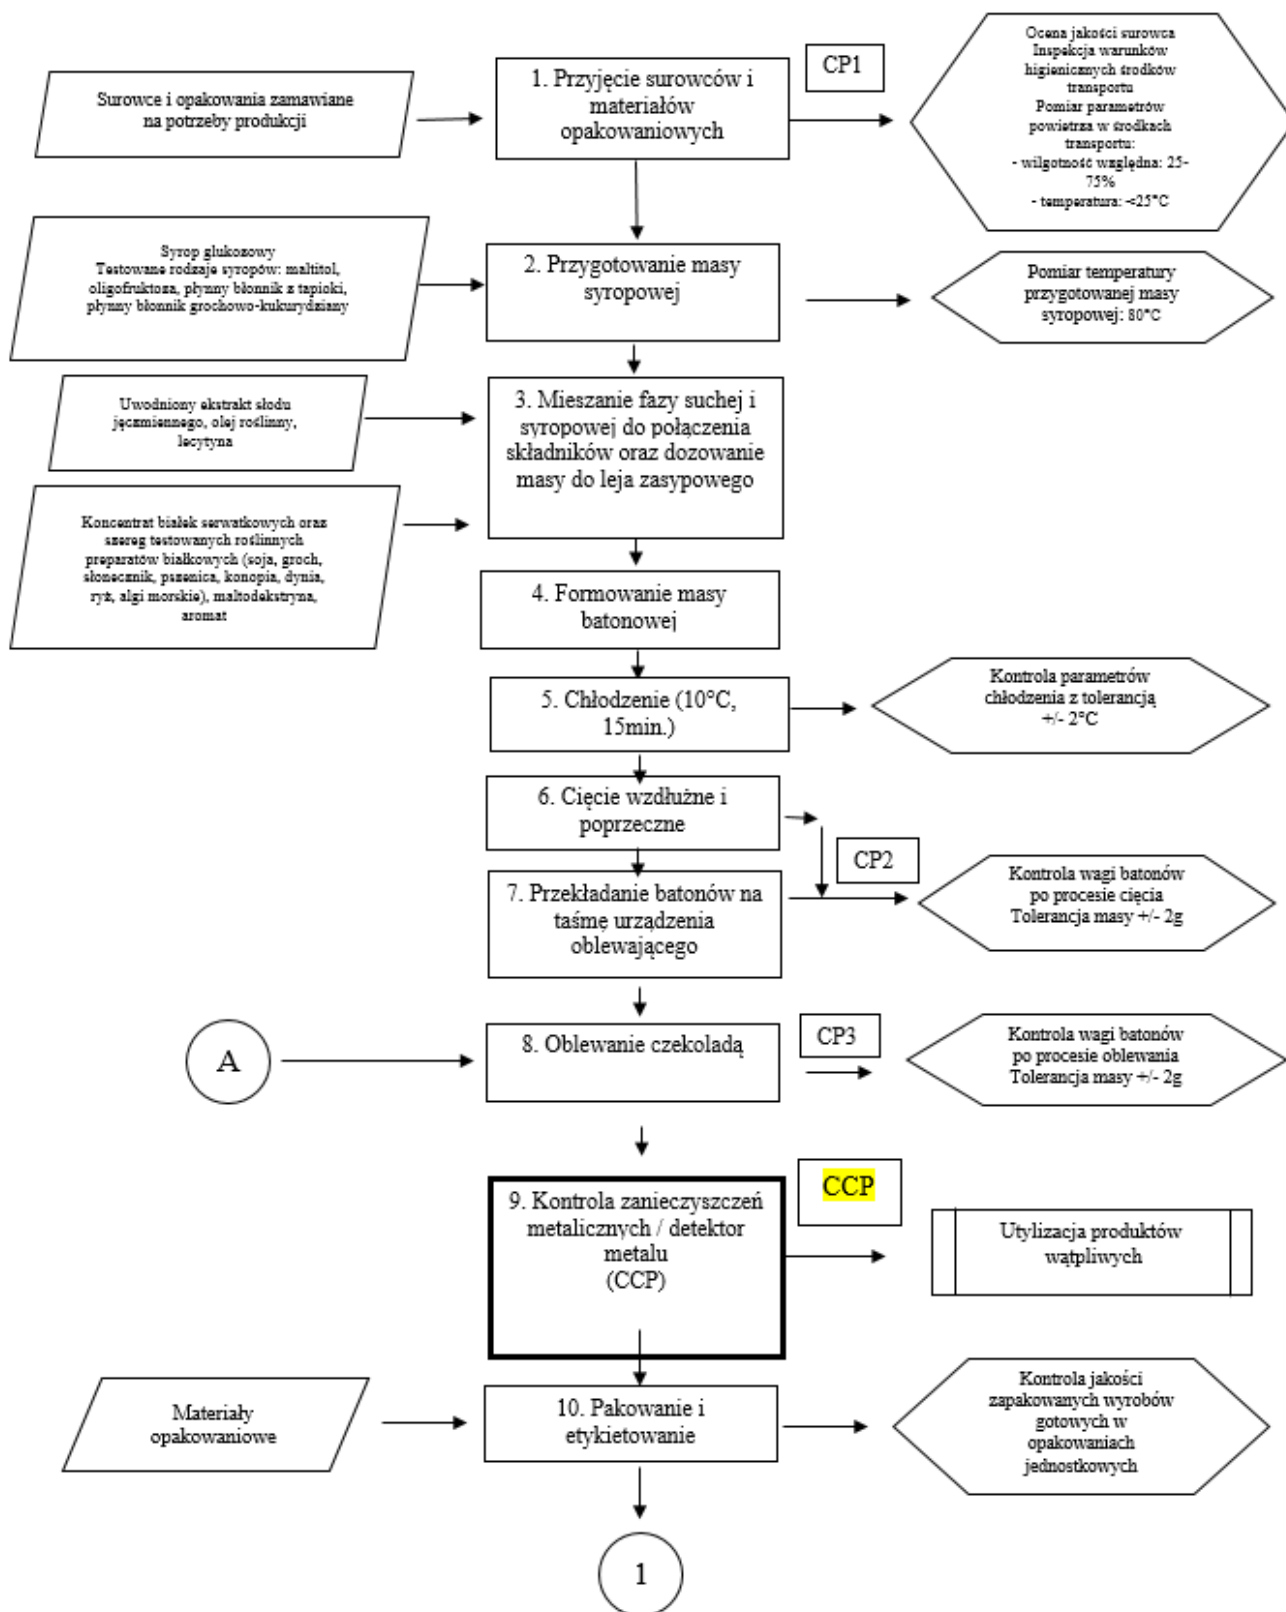 Surowce i opakowania zamawiane
na potrzeby produkcji
1. Przyjęcie surowców i
materiałów
opakowaniowych
CP1
Ocena jakości surowca
Inspekcja warunków
higienicznych środków
transportu
Pomiar parametrów
powietrza w środkach
transportu:
- wilgotność względna: 25-
75%
- temperatura: <25°C
Syrop glukozowy
Testowane rodzaje syropów: maltitol,
oligofruktoza, płynny błonnik z tapioki,
płynny błonnik grochowo-kukurydziany
2. Przygotowanie masy
syropowej
Pomiar temperatury
przygotowanej masy
syropowej: 80°C
Uwodniony ekstrakt słodu
jęczmiennego, olej roślinny,
lecytyna
3. Mieszanie fazy suchej i
syropowej do połączenia
składników oraz dozowanie
masy do leja zasypowego
Koncentrat białek serwatkowych oraz
szereg testowanych roślinnych
preparatów białkowych (soja, groch,
słonecznik, pszenica, konopia, dynia,
ryż, algi morskie), maltodekstryna,
aromat
4. Formowanie masy
batonowej
5. Chłodzenie (10°C,
15min.)
Kontrola parametrów
chłodzenia z tolerancją
+/- 2°C
6. Cięcie wzdłużne i
poprzeczne
CP2
7. Przekładanie batonów na
taśmę urządzenia
oblewającego
Kontrola wagi batonów
po procesie cięcia
Tolerancja masy +/- 2g
A
8. Oblewanie czekoladą
CP3
Kontrola wagi batonów
po procesie oblewania
Tolerancja masy +/- 2g
9. Kontrola zanieczyszczeń
metalicznych / detektor
metalu
(CCP)
CCP
Utylizacja produktów
wątpliwych
Materiały
opakowaniowe
10. Pakowanie i
etykietowanie
Kontrola jakości
zapakowanych wyrobów
gotowych w
opakowaniach
jednostkowych
1